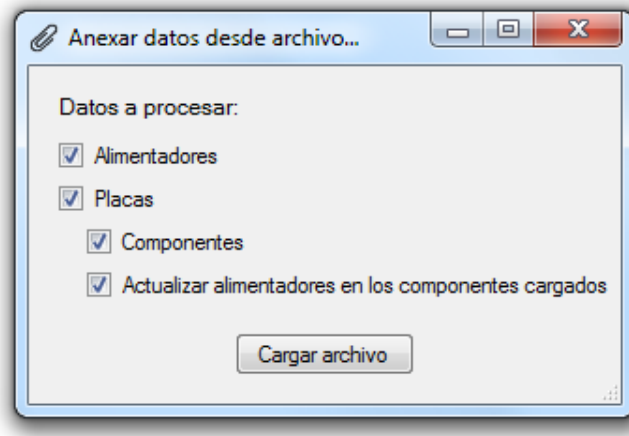 Anexar datos desde archivo...
Datos a procesar:
Alimentadores
Placas
Componentes
Actualizar alimentadores en los componentes cargados
Cargar archivo